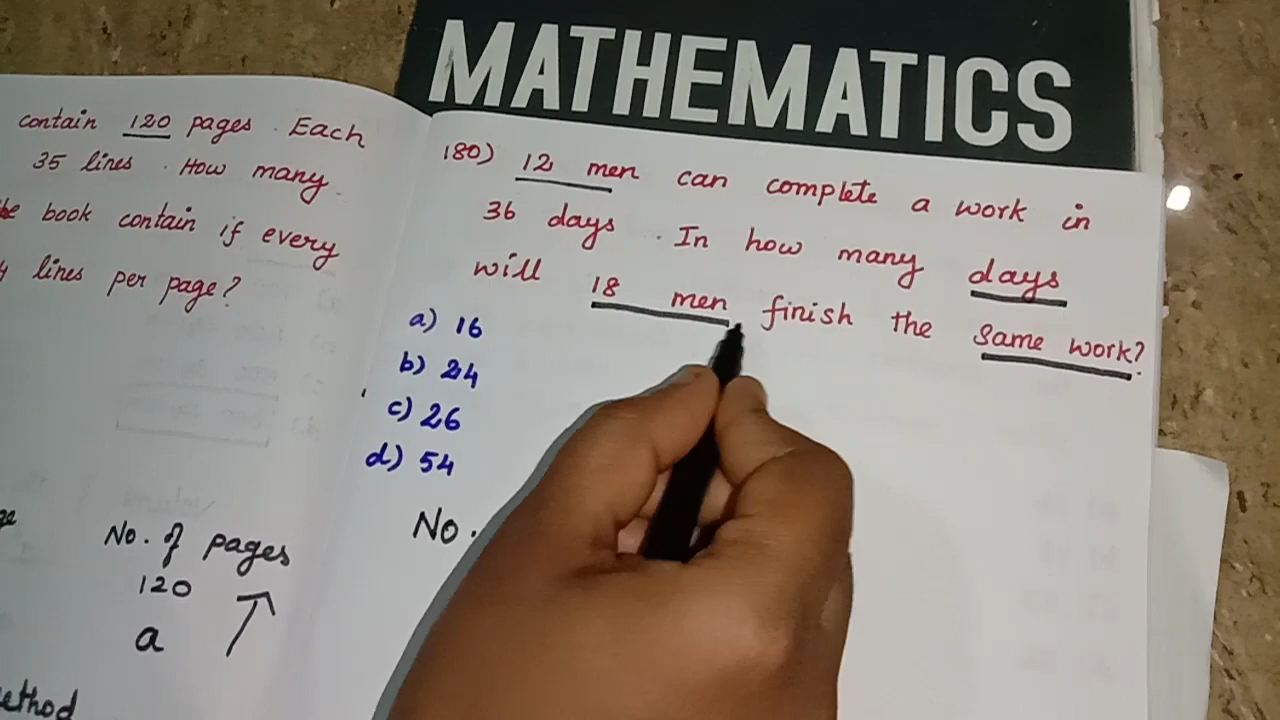 MATHEMATICS
contain 120 pages. Each
35 lines. How many
book contain if every
lines per page?
No. of pages
120
a
180) 12 men can complete a work in
36 days. In how many days
will 18 men finish the same work?
a) 16
b) 24
c) 26
d) 54
No.